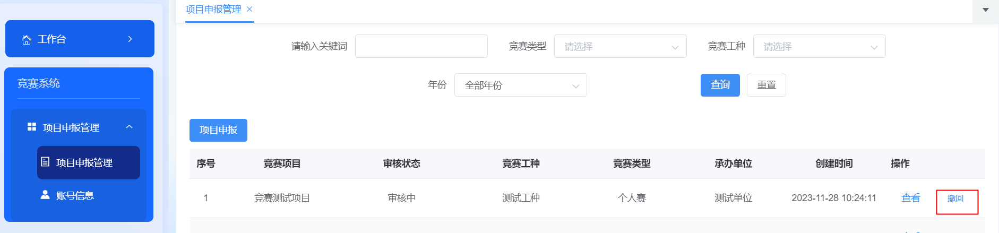 项目申报管理
工作台
请输入关键词
竞赛类型 请选择
竞赛工种 请选择
竞赛系统
年份 全部年份
查询 重置
项目申报管理
项目申报
项目申报管理
账号信息
序号 竞赛项目 审核状态 竞赛工种 竞赛类型 承办单位 创建时间 操作
1 竞赛测试项目 审核中 测试工种 个人赛 测试单位 2023-11-28 10:24:11 查看 撤回